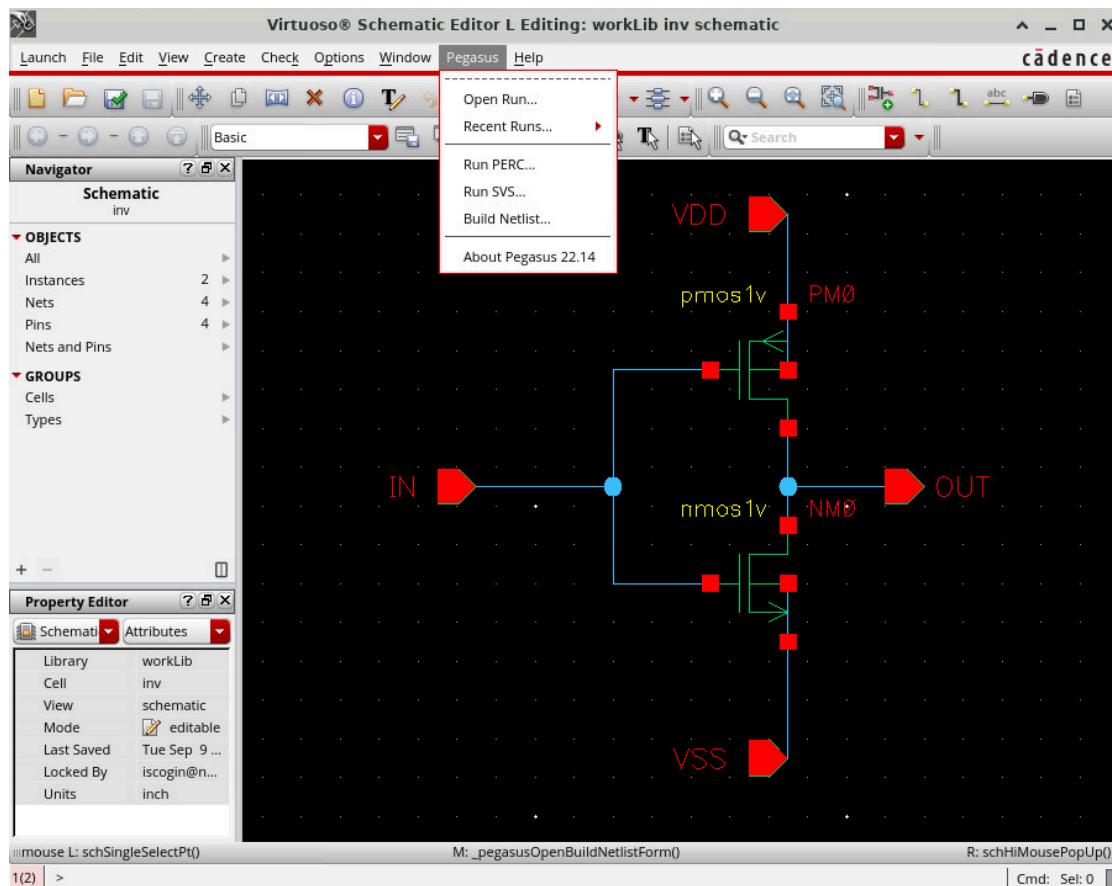 Virtuoso® Schematic Editor L Editing: workLib inv schematic
Launch File Edit View Create Check Options Window Pegasus Help
cādence
abc
Basic
Search
Open Run...
Recent Runs...
Run PERC...
Run SVS...
Build Netlist...
About Pegasus 22.14
Navigator
Schematic
inv
OBJECTS
All
Instances 2
Nets 4
Pins 4
Nets and Pins
GROUPS
Cells
Types
Property Editor
Schemati Attributes
Library workLib
Cell inv
View schematic
Mode editable
Last Saved Tue Sep 9 ...
Locked By iscogin@n...
Units inch
VDD
pmos1v PM0
IN
OUT
nmos1v NM0
VSS
mouse L: schSingleSelectPt() M: _pegasusOpenBuildNetlistForm() R: schHiMousePopUp()
1(2) > Cmd: Sel: 0